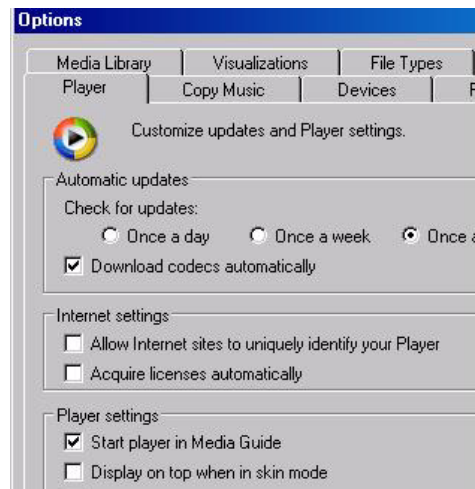 Options
Media Library Visualizations File Types
Player Copy Music Devices
Customize updates and Player settings.
Automatic updates
Check for updates:
Once a day Once a week Once a
Download codecs automatically
Internet settings
Allow Internet sites to uniquely identify your Player
Acquire licenses automatically
Player settings
Start player in Media Guide
Display on top when in skin mode